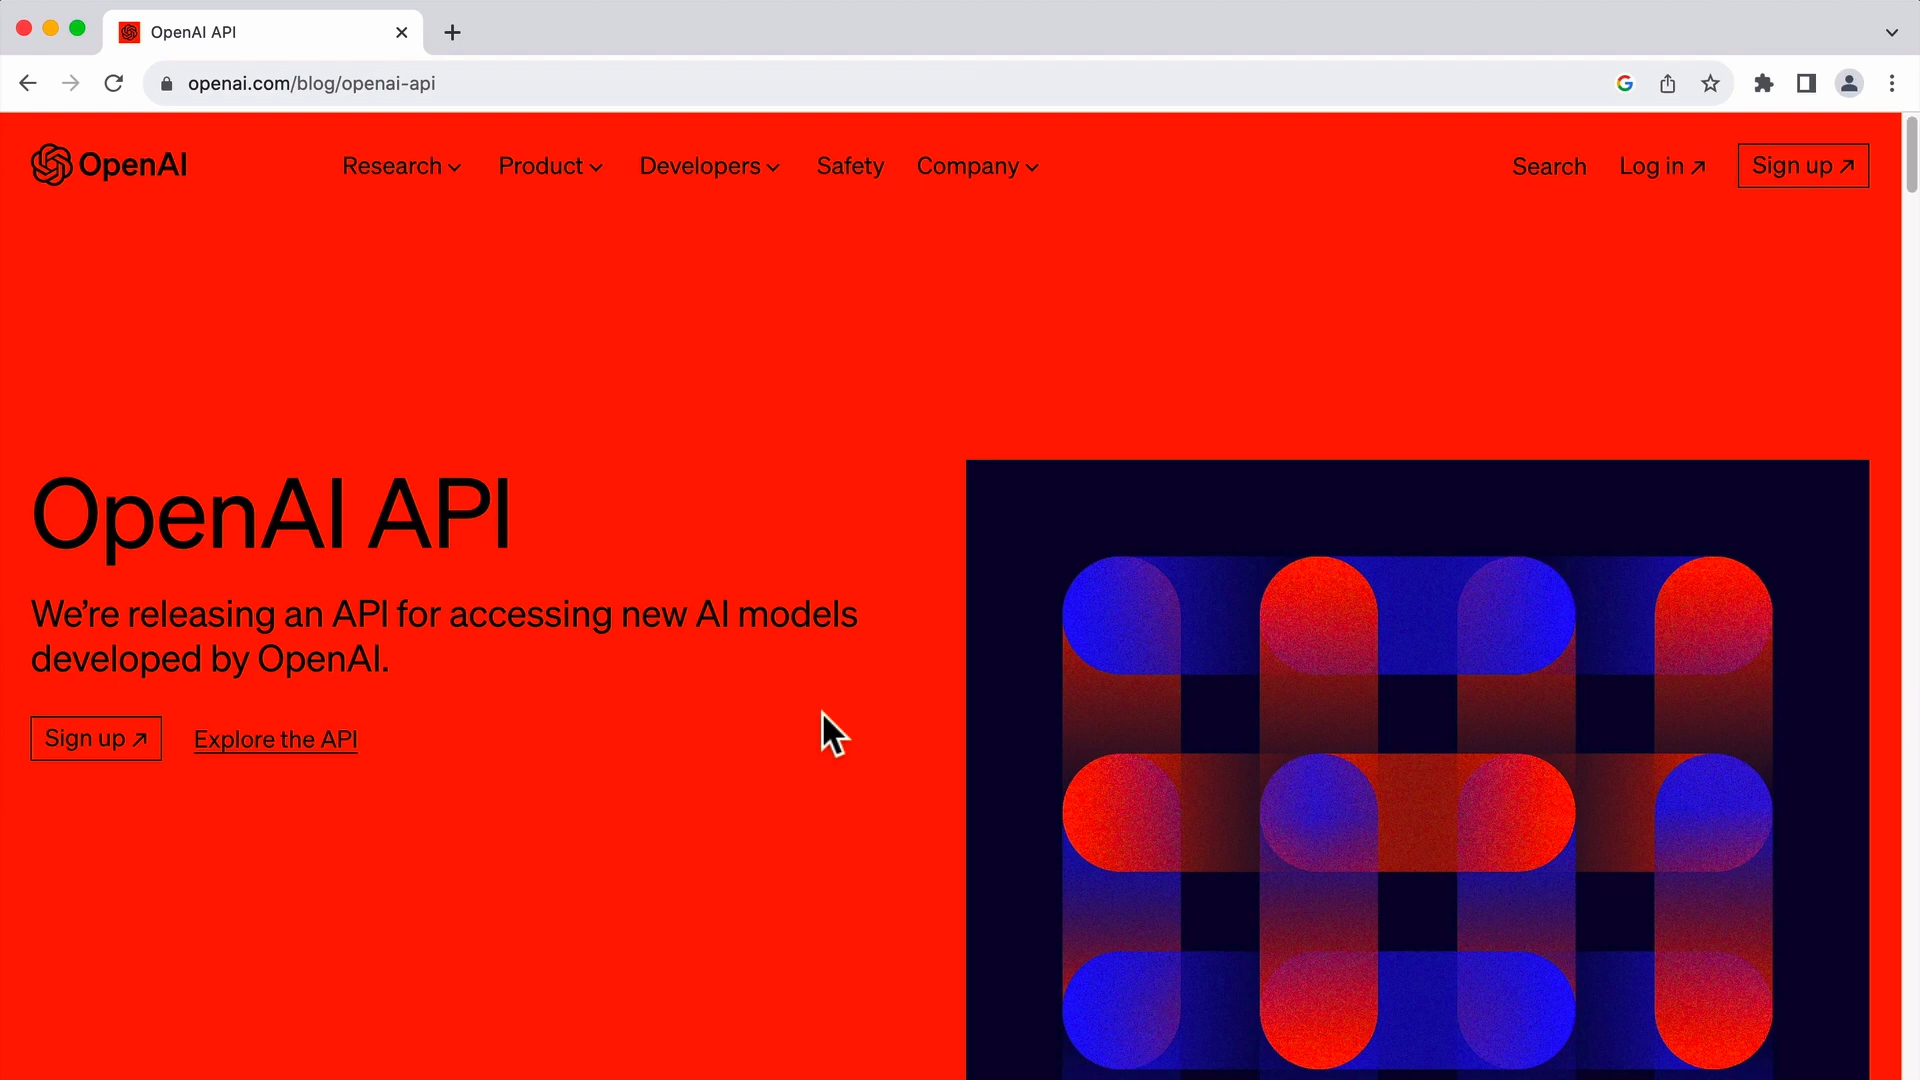 OpenAI API
openai.com/blog/openai-api
OpenAI
Research
Product
Developers
Safety
Company
Search
Log in ↗
Sign up ↗
OpenAI API
We’re releasing an API for accessing new AI models
developed by OpenAI.
Sign up ↗
Explore the API